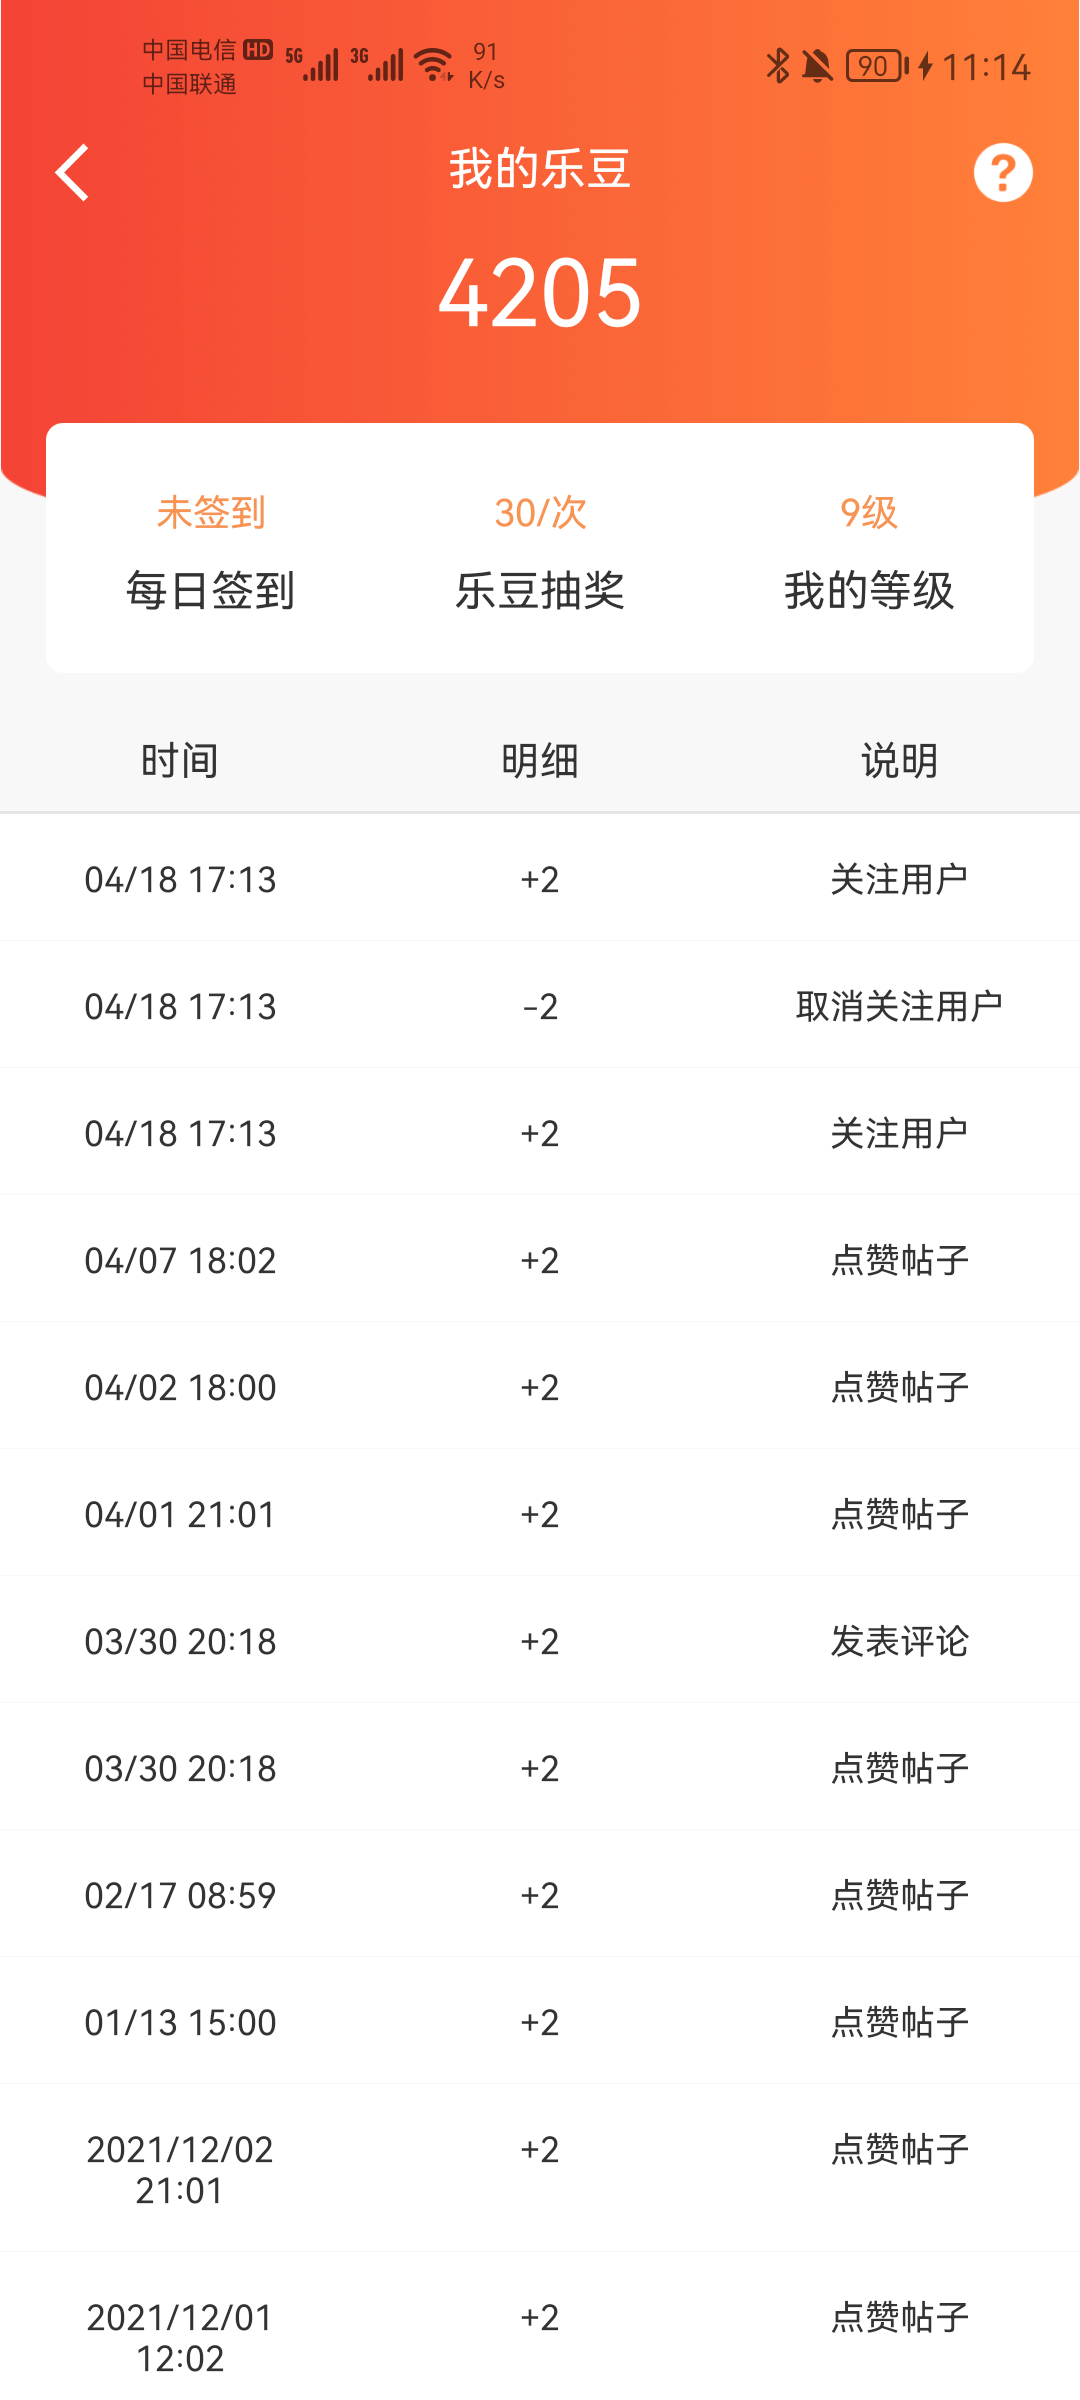 中国电信 HD 5G 3G 91
中国联通 K/s 90 11:14
我的乐豆
4205
未签到 30/次 9级
每日签到 乐豆抽奖 我的等级
时间 明细 说明
04/18 17:13 +2 关注用户
04/18 17:13 -2 取消关注用户
04/18 17:13 +2 关注用户
04/07 18:02 +2 点赞帖子
04/02 18:00 +2 点赞帖子
04/01 21:01 +2 点赞帖子
03/30 20:18 +2 发表评论
03/30 20:18 +2 点赞帖子
02/17 08:59 +2 点赞帖子
01/13 15:00 +2 点赞帖子
2021/12/02 +2 点赞帖子
21:01
2021/12/01 +2 点赞帖子
12:02